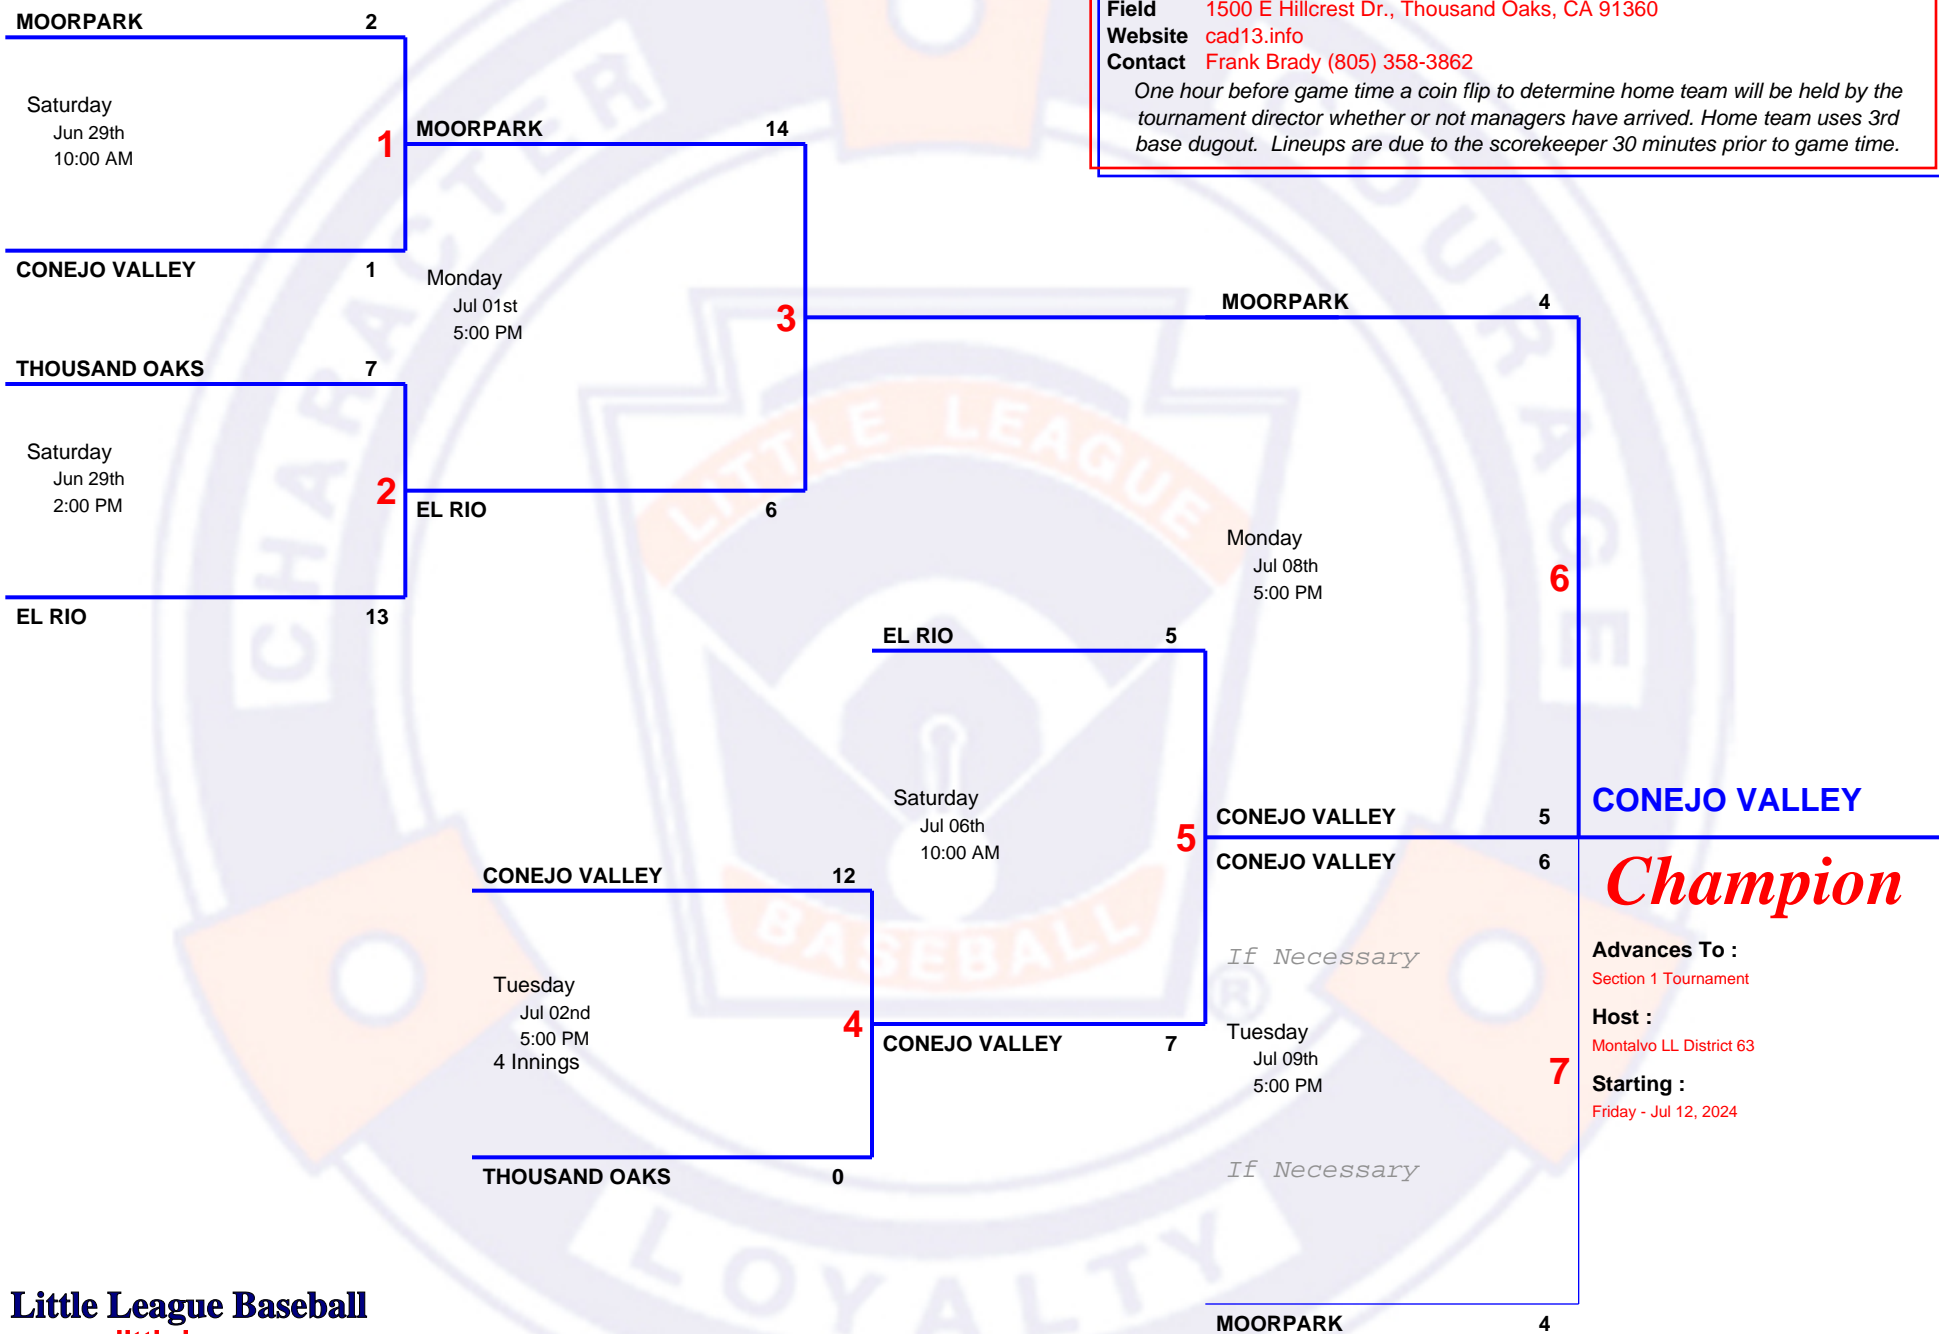 MOORPARK 2
Saturday
Jun 29th
10:00 AM
1
CONEJO VALLEY 1
THOUSAND OAKS 7
Saturday
Jun 29th
2:00 PM
2
EL RIO 13
MOORPARK 14
Monday
Jul 01st
5:00 PM
3
EL RIO 6
CONEJO VALLEY 12
Tuesday
Jul 02nd
5:00 PM
4 Innings
4
THOUSAND OAKS 0
EL RIO 5
Saturday
Jul 06th
10:00 AM
5
CONEJO VALLEY 7
MOORPARK 4
Monday
Jul 08th
5:00 PM
6
CONEJO VALLEY 5
CONEJO VALLEY 6
If Necessary
Tuesday
Jul 09th
5:00 PM
7
If Necessary
MOORPARK 4
Field 1500 E Hillcrest Dr., Thousand Oaks, CA 91360
Website cad13.info
Contact Frank Brady (805) 358-3862
One hour before game time a coin flip to determine home team will be held by the
tournament director whether or not managers have arrived. Home team uses 3rd
base dugout. Lineups are due to the scorekeeper 30 minutes prior to game time.
CONEJO VALLEY
Champion
Advances To :
Section 1 Tournament
Host :
Montalvo LL District 63
Starting :
Friday - Jul 12, 2024
CHARACTER
COURAGE
LOYALTY
LITTLE LEAGUE
BASEBALL
®
Little League Baseball